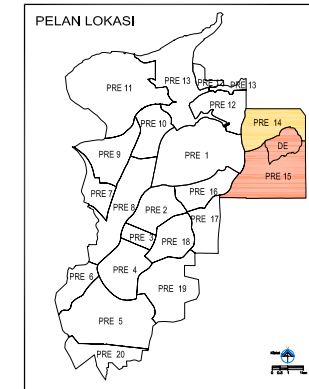 PELAN LOKASI
PRE 11
PRE 13
PRE 12
PRE 13
PRE 12
PRE 10
PRE 14
PRE 9
PRE 1
DE
PRE 15
PRE 7
PRE 8
PRE 16
PRE 2
PRE 17
PRE 3
PRE 18
PRE 4
PRE 6
PRE 19
PRE 5
PRE 20